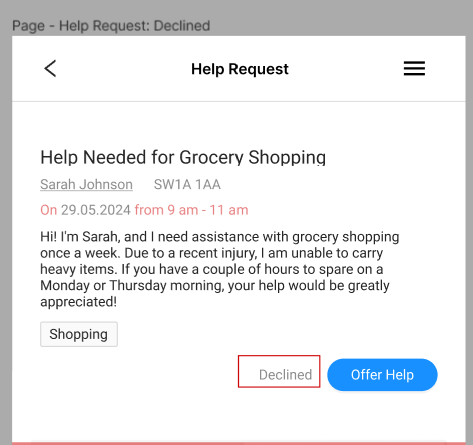 Page - Help Request: Declined
Help Request
Help Needed for Grocery Shopping
Sarah Johnson SW1A 1AA
On 29.05.2024 from 9 am - 11 am
Hi! I'm Sarah, and I need assistance with grocery shopping
once a week. Due to a recent injury, I am unable to carry
heavy items. If you have a couple of hours to spare on a
Monday or Thursday morning, your help would be greatly
appreciated!
Shopping
Declined Offer Help